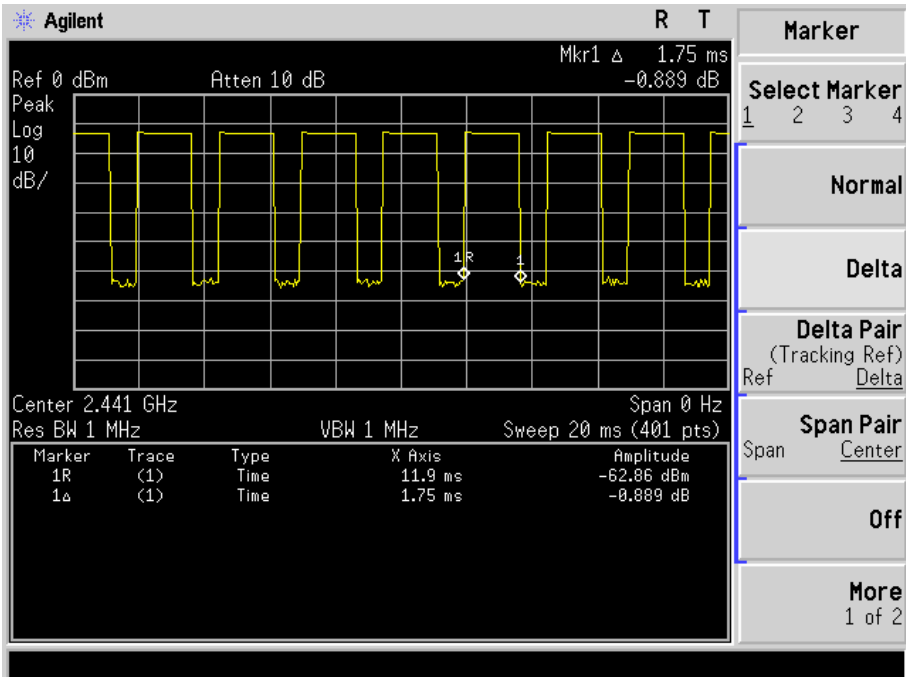 Agilent R T
Mkr1 Δ 1.75 ms
Ref 0 dBm Atten 10 dB -0.889 dB
Peak
Log
10
dB/
1R
1
Center 2.441 GHz Span 0 Hz
Res BW 1 MHz VBW 1 MHz Sweep 20 ms (401 pts)
Marker Trace Type X Axis Amplitude
1R (1) Time 11.9 ms -62.86 dBm
1Δ (1) Time 1.75 ms -0.889 dB
Marker
Select Marker
1 2 3 4
Normal
Delta
Delta Pair
(Tracking Ref)
Ref Delta
Span Pair
Span Center
Off
More
1 of 2